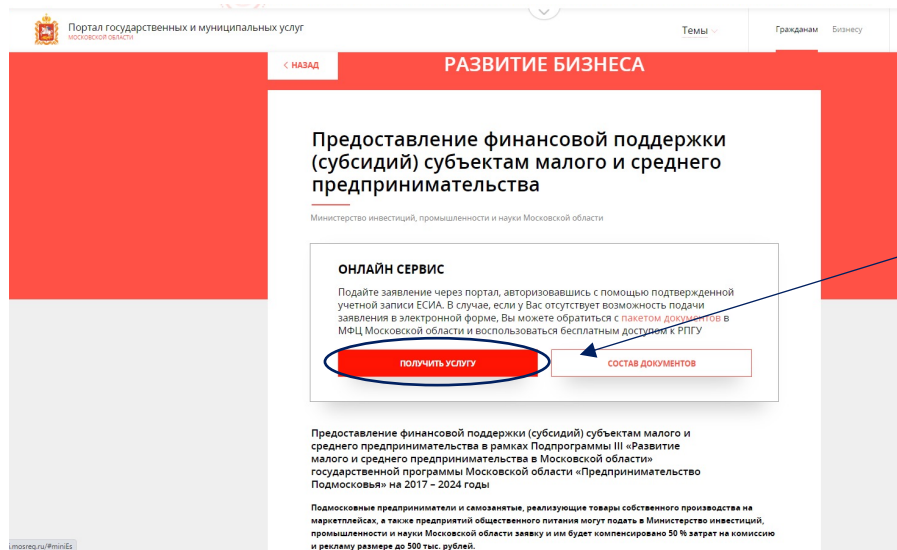 Портал государственных и муниципальных услуг
МОСКОВСКОЙ ОБЛАСТИ
Темы
Гражданам Бизнесу
< НАЗАД
РАЗВИТИЕ БИЗНЕСА
Предоставление финансовой поддержки
(субсидий) субъектам малого и среднего
предпринимательства
Министерство инвестиций, промышленности и науки Московской области
ОНЛАЙН СЕРВИС
Подайте заявление через портал, авторизовавшись с помощью подтвержденной
учетной записи ЕСИА. В случае, если у Вас отсутствует возможность подачи
заявления в электронной форме, Вы можете обратиться с пакетом документов в
МФЦ Московской области и воспользоваться бесплатным доступом к РПГУ
ПОЛУЧИТЬ УСЛУГУ
СОСТАВ ДОКУМЕНТОВ
Предоставление финансовой поддержки (субсидий) субъектам малого и
среднего предпринимательства в рамках Подпрограммы III «Развитие
малого и среднего предпринимательства в Московской области»
государственной программы Московской области «Предпринимательство
Подмосковья» на 2017 – 2024 годы
Подмосковные предприниматели и самозанятые, реализующие товары собственного производства на
маркетплейсах, а также предприятий общественного питания могут подать в Министерство инвестиций,
промышленности и науки Московской области заявку и им будет компенсировано 50 % затрат на комиссию
и рекламу размере до 500 тыс. рублей.
.mosreg.ru/#miniEs